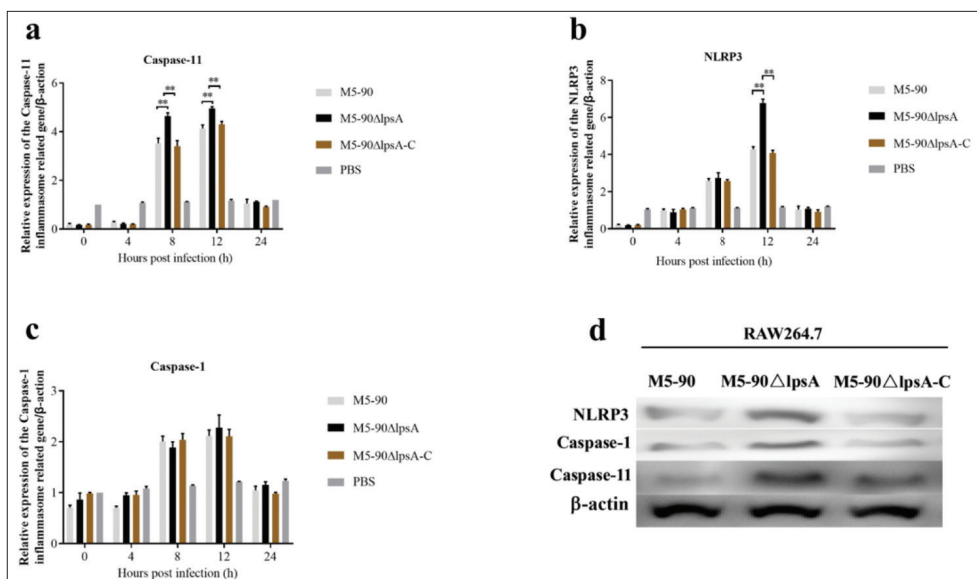 a
Caspase-11
Relative expression of the Caspase-11
inflammasome related gene/β-action
6
4
2
0
** ** ** **
0 4 8 12 24
Hours post infection (h)
M5-90
M5-90ΔlpsA
M5-90ΔlpsA-C
PBS
b
NLRP3
Relative expression of the NLRP3
inflammasome related gene/β-action
8
6
4
2
0
** **
0 4 8 12 24
Hours post infection (h)
M5-90
M5-90ΔlpsA
M5-90ΔlpsA-C
PBS
c
Caspase-1
Relative expression of the Caspase-1
inflammasome related gene/β-action
3
2
1
0
0 4 8 12 24
Hours post infection (h)
M5-90
M5-90ΔlpsA
M5-90ΔlpsA-C
PBS
d
RAW264.7
M5-90 M5-90△lpsA M5-90△lpsA-C
NLRP3
Caspase-1
Caspase-11
β-actin